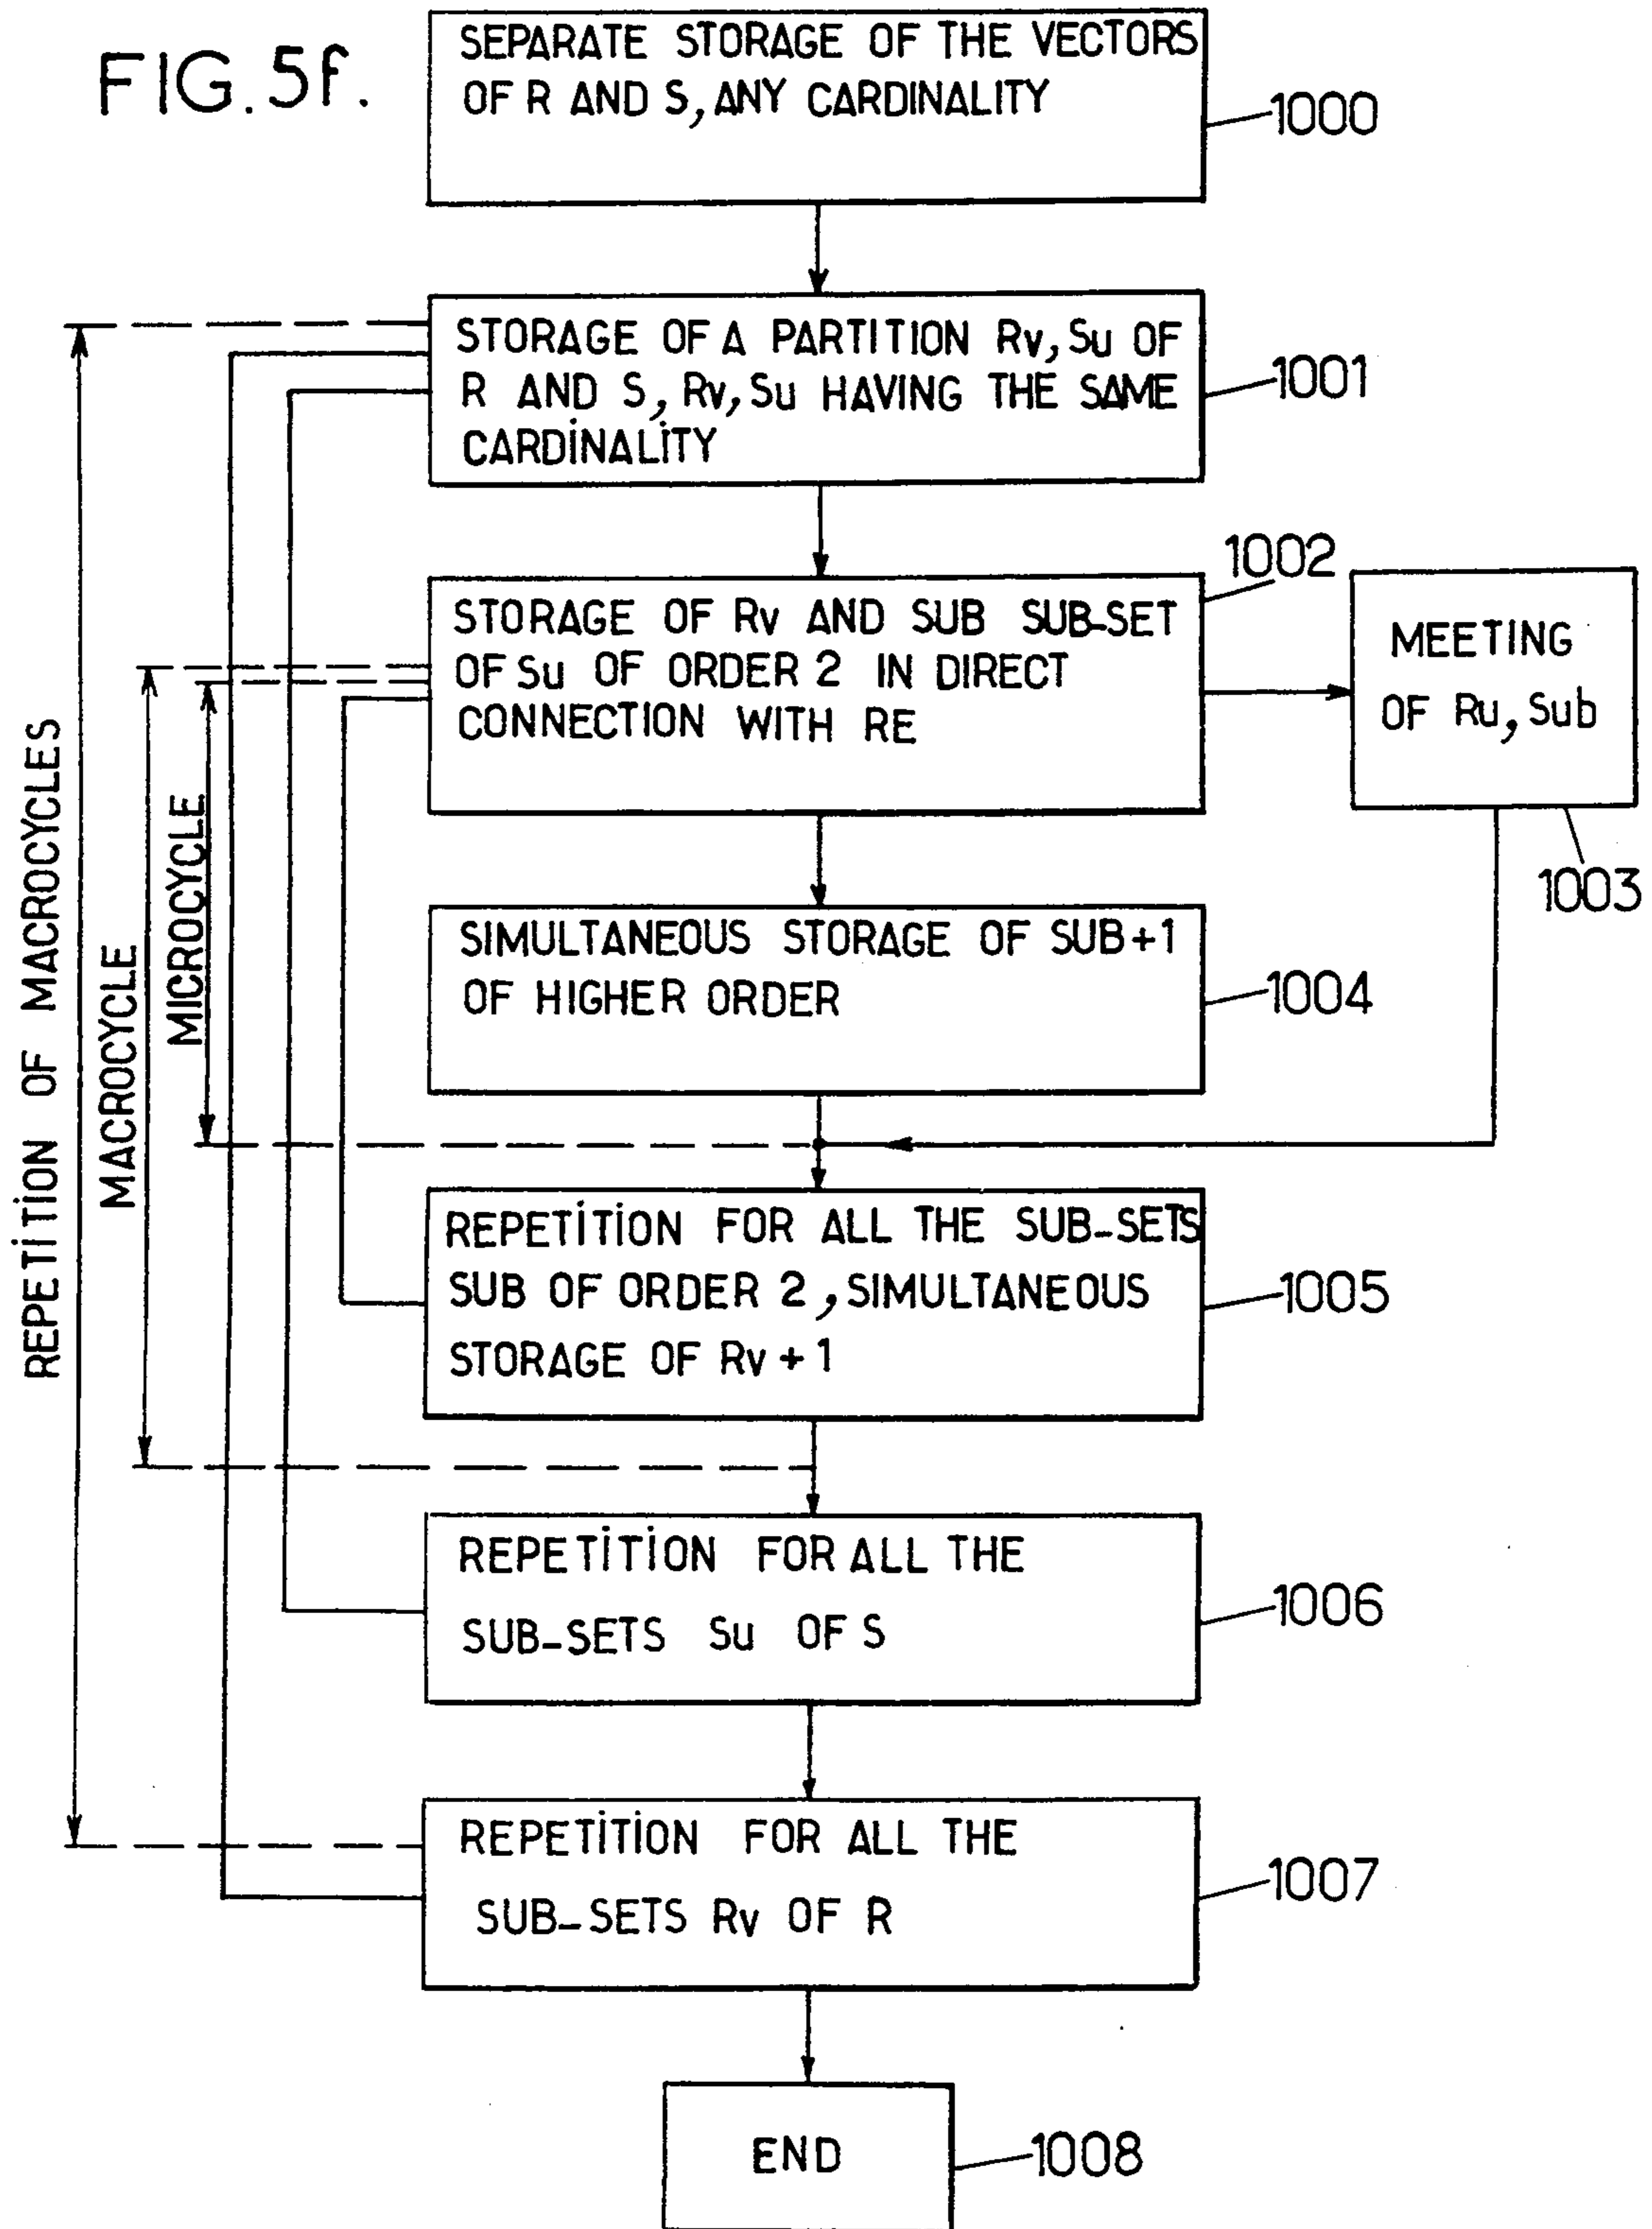 FIG. 5f.
SEPARATE STORAGE OF THE VECTORS
OF R AND S, ANY CARDINALITY
1000
STORAGE OF A PARTITION Rv, Su OF
R AND S, Rv, Su HAVING THE SAME
CARDINALITY
1001
1002
STORAGE OF Rv AND SUB SUB-SET
OF Su OF ORDER 2 IN DIRECT
CONNECTION WITH RE
MEETING
OF Ru, Sub
1003
SIMULTANEOUS STORAGE OF SUB+1
OF HIGHER ORDER
1004
REPETITION OF MACROCYCLES
MACROCYCLE
MICROCYCLE
REPETITION FOR ALL THE SUB-SETS
SUB OF ORDER 2, SIMULTANEOUS
STORAGE OF Rv + 1
1005
REPETITION FOR ALL THE
SUB-SETS Su OF S
1006
REPETITION FOR ALL THE
SUB-SETS Rv OF R
1007
END
1008